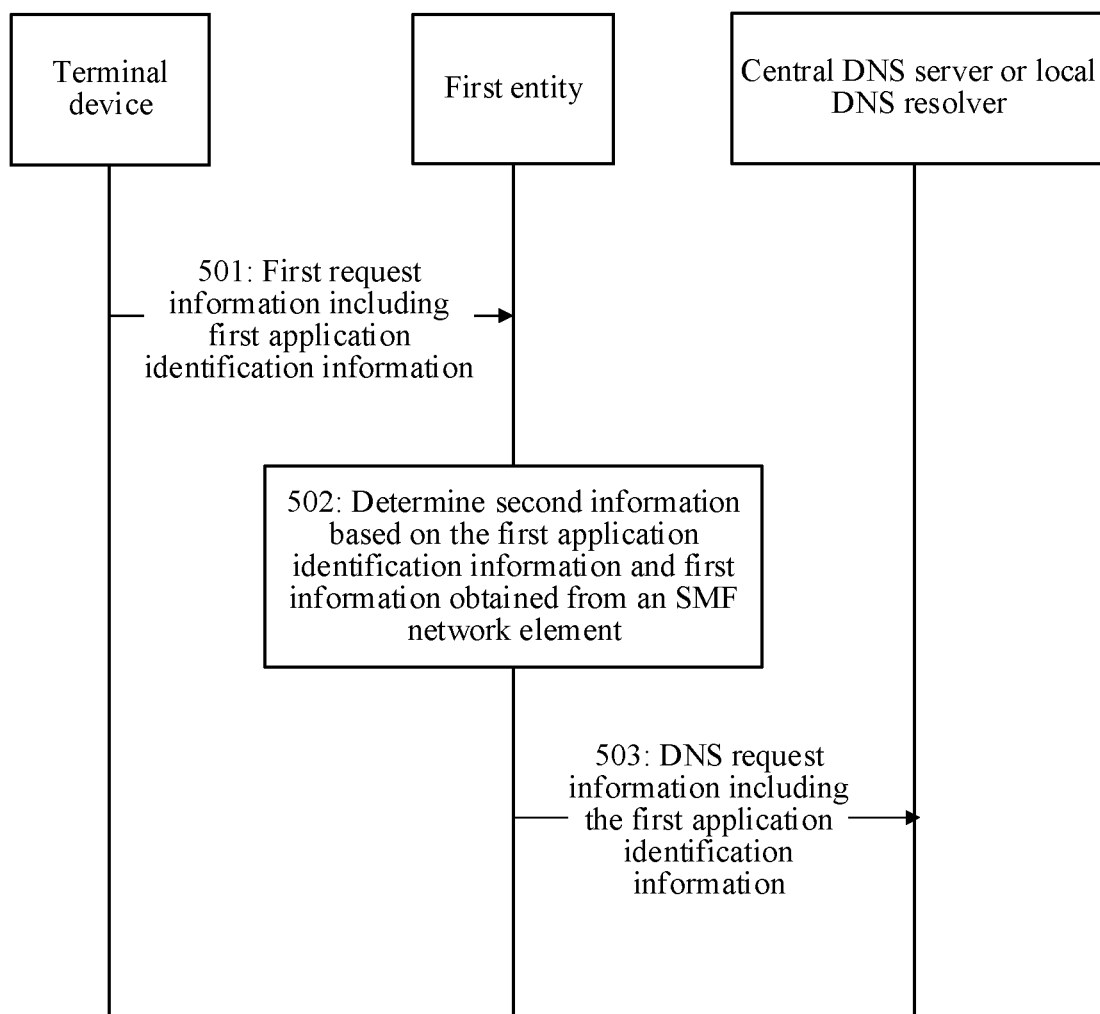 Terminal
device
First entity
Central DNS server or local
DNS resolver
501: First request
information including
first application
identification information
502: Determine second information
based on the first application
identification information and first
information obtained from an SMF
network element
503: DNS request
information including
the first application
identification
information